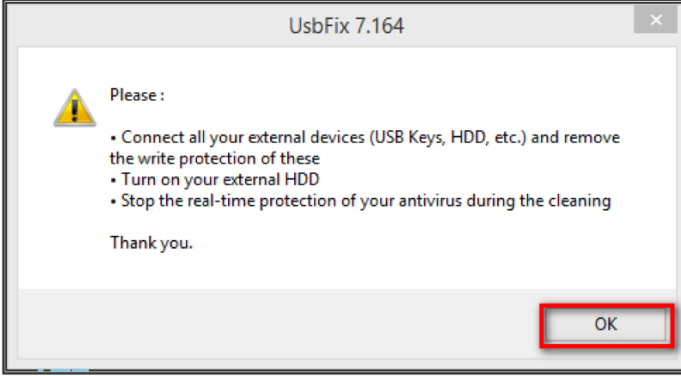 UsbFix 7.164
Please :
• Connect all your external devices (USB Keys, HDD, etc.) and remove
the write protection of these
• Turn on your external HDD
• Stop the real-time protection of your antivirus during the cleaning
Thank you.
OK